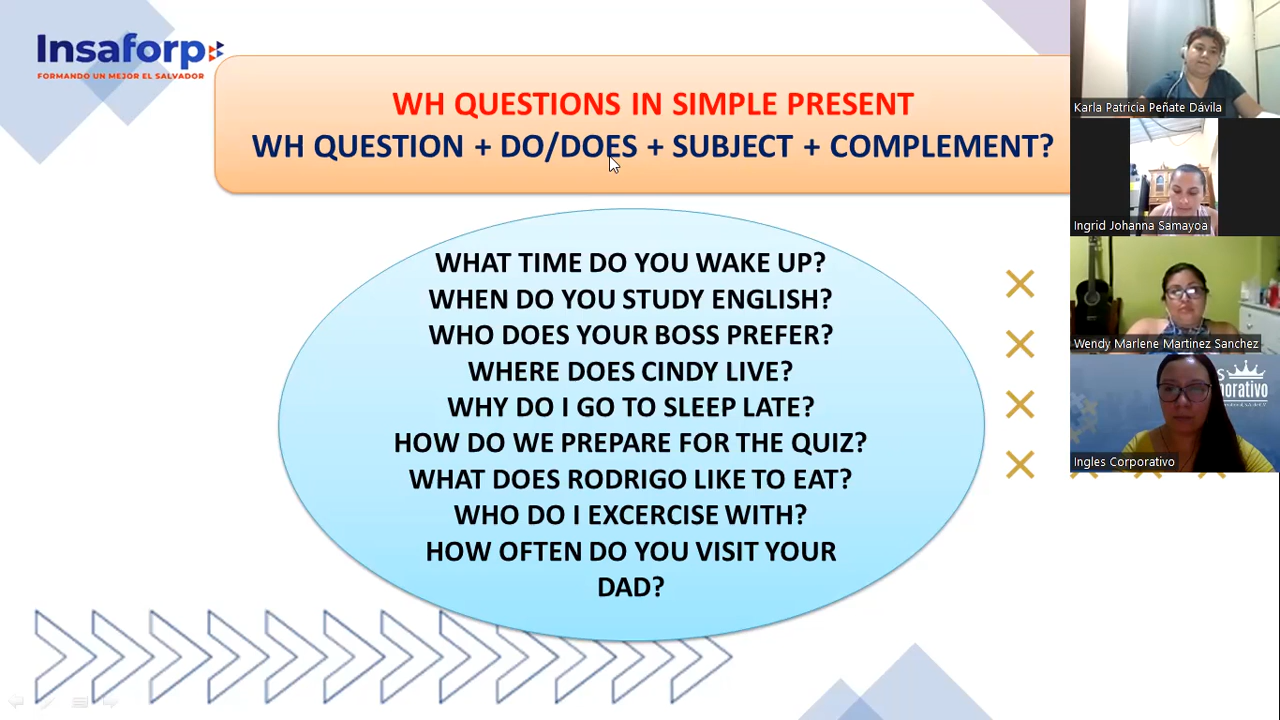 Insaforp
FORMANDO UN MEJOR EL SALVADOR
WH QUESTIONS IN SIMPLE PRESENT
WH QUESTION + DO/DOES + SUBJECT + COMPLEMENT?
WHAT TIME DO YOU WAKE UP?
WHEN DO YOU STUDY ENGLISH?
WHO DOES YOUR BOSS PREFER?
WHERE DOES CINDY LIVE?
WHY DO I GO TO SLEEP LATE?
HOW DO WE PREPARE FOR THE QUIZ?
WHAT DOES RODRIGO LIKE TO EAT?
WHO DO I EXCERCISE WITH?
HOW OFTEN DO YOU VISIT YOUR
DAD?
Karla Patricia Peñate Dávila
Ingrid Johanna Samayoa
Wendy Marlene Martinez Sanchez
Ingles Corporativo